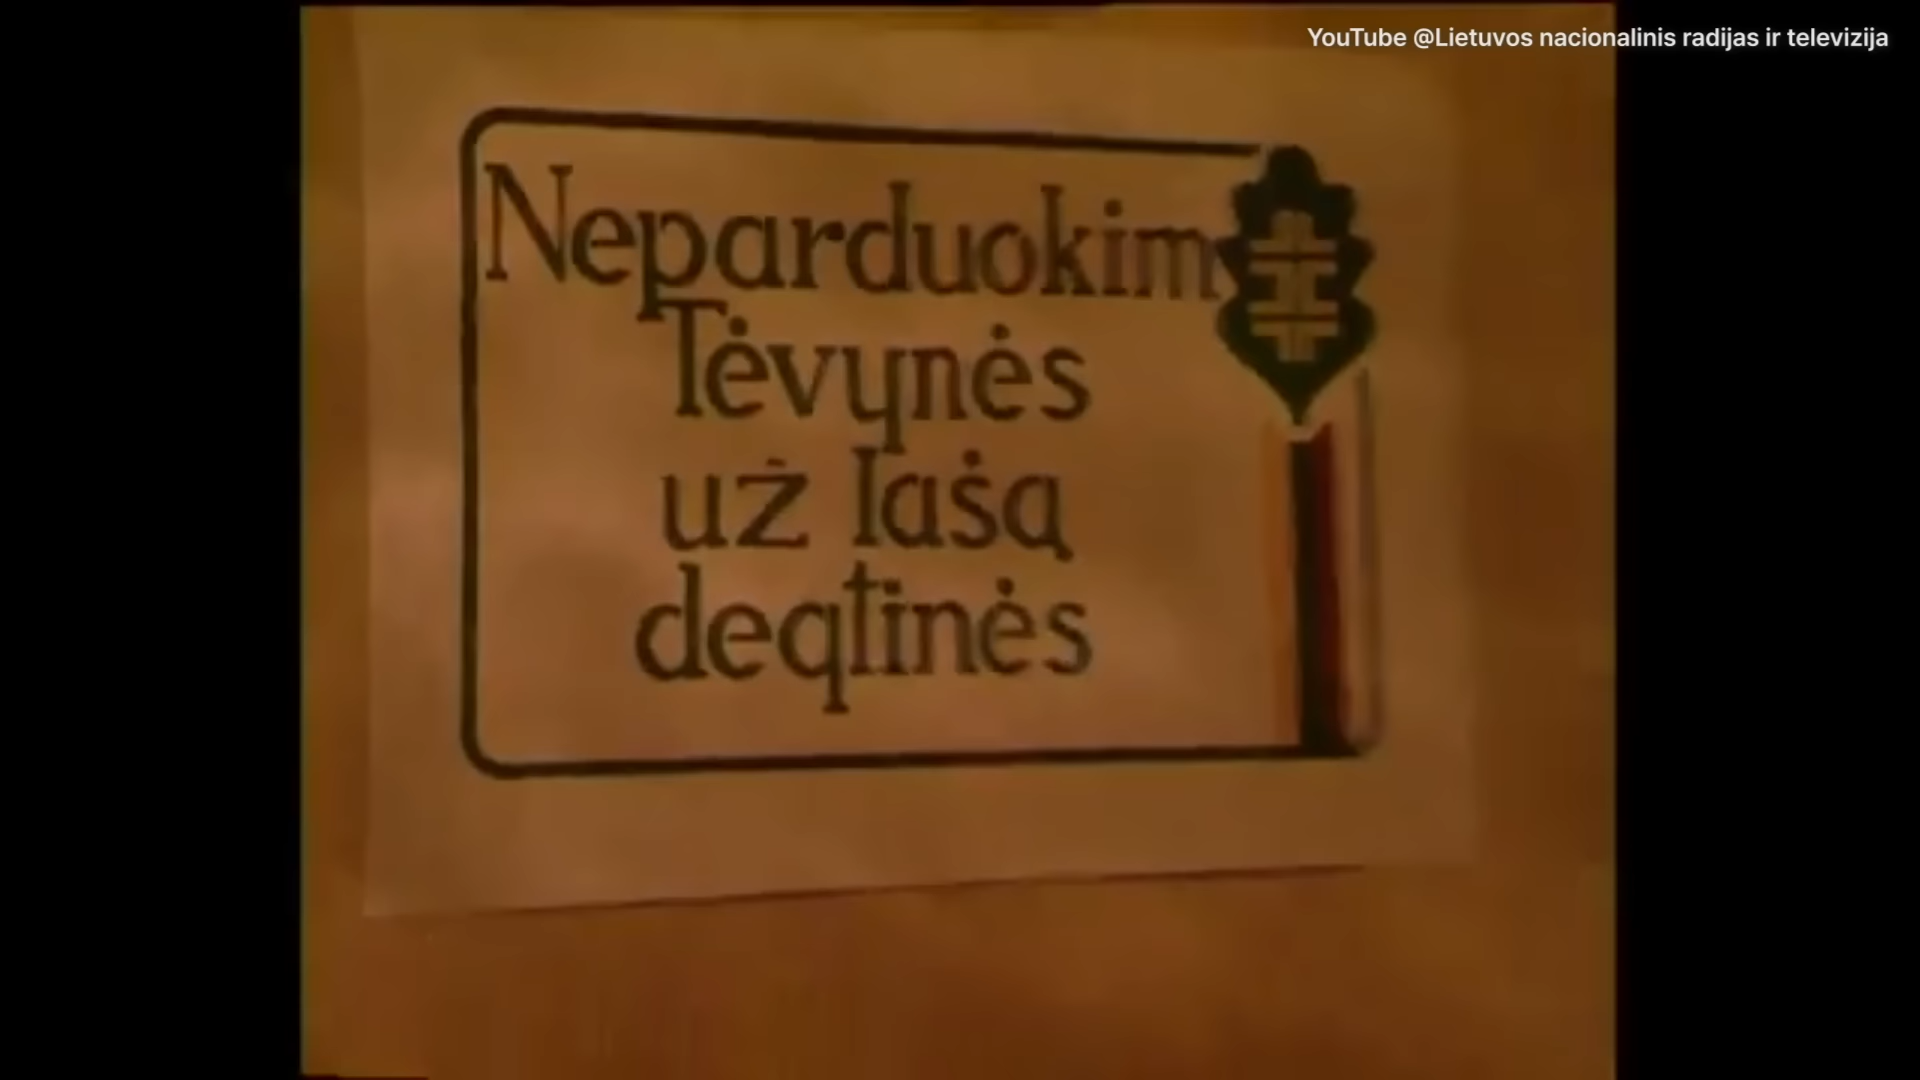 YouTube @Lietuvos nacionalinis radijas ir televizija
Neparduokim
Tėvynės
už lašą
degtinės